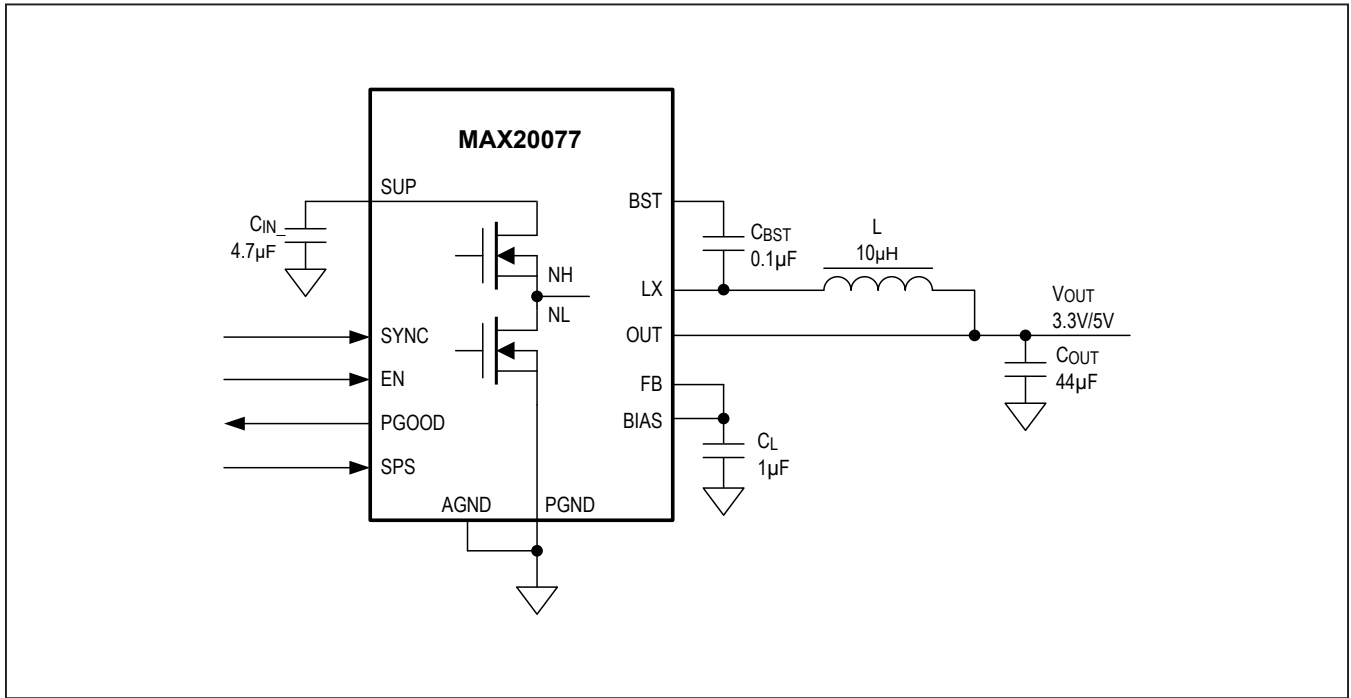 MAX20077
SUP
CIN_
4.7µF
SYNC
EN
PGOOD
SPS
AGND
PGND
NH
NL
BST
LX
OUT
FB
BIAS
CBST
0.1µF
L
10µH
VOUT
3.3V/5V
COUT
44µF
CL
1µF